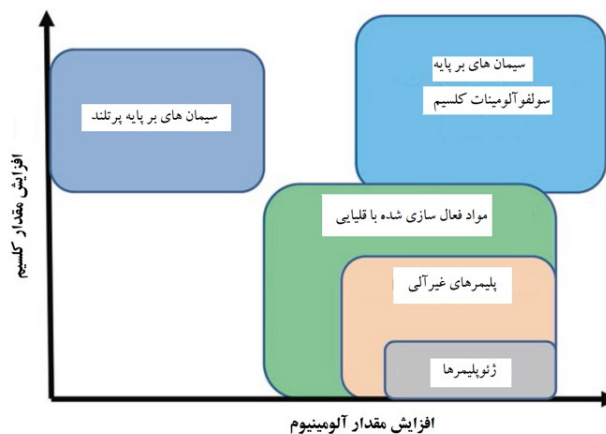 سیمان های بر پایه
سولفوآلومینات کلسیم
سیمان های بر پایه پرتلند
مواد فعال سازی شده با قلیایی
پلیمرهای غیرآلی
ژئوپلیمرها
افزایش مقدار کلسیم
افزایش مقدار آلومینیوم